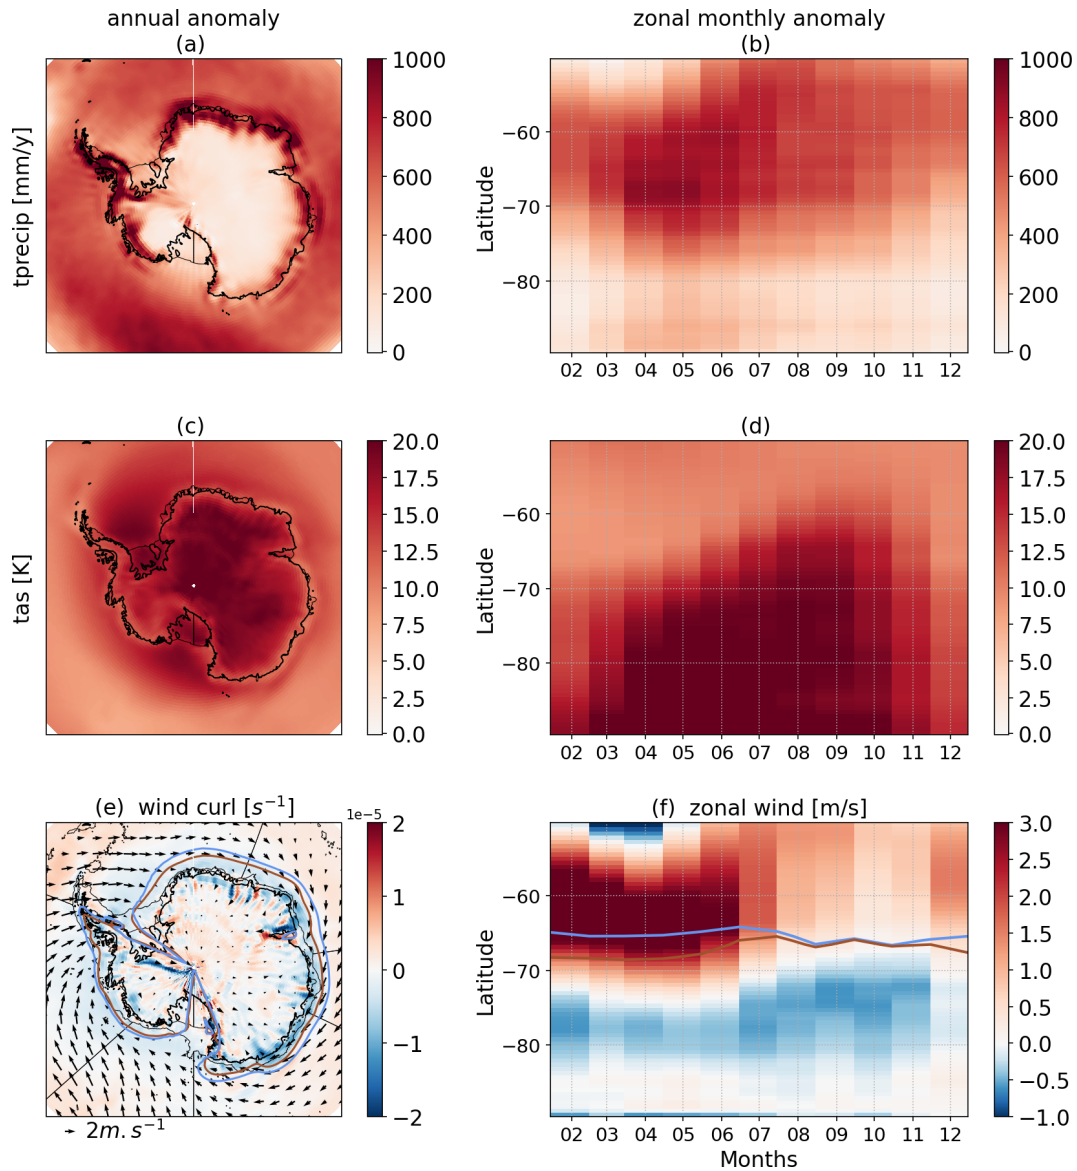 annual anomaly
(a)
zonal monthly anomaly
(b)
tprecip [mm/y]
1000
800
600
400
200
0
Latitude
−60
−70
−80
02 03 04 05 06 07 08 09 10 11 12
1000
800
600
400
200
0
(c)
(d)
tas [K]
20.0
17.5
15.0
12.5
10.0
7.5
5.0
2.5
0.0
Latitude
−60
−70
−80
02 03 04 05 06 07 08 09 10 11 12
20.0
17.5
15.0
12.5
10.0
7.5
5.0
2.5
0.0
(e) wind curl [s⁻¹]
1e−5
2
1
0
−1
−2
2m.s⁻¹
(f) zonal wind [m/s]
Latitude
−60
−70
−80
02 03 04 05 06 07 08 09 10 11 12
Months
3.0
2.5
2.0
1.5
1.0
0.5
0.0
−0.5
−1.0